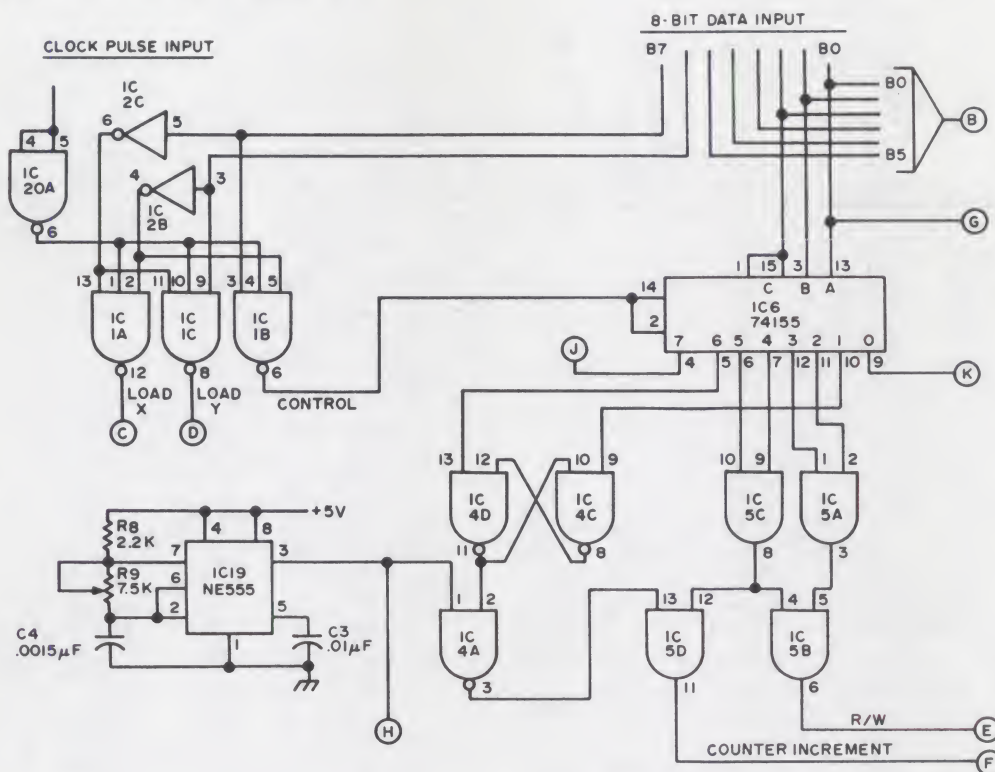 8-BIT DATA INPUT
CLOCK PULSE INPUT
B7
B0
B0
B5
B
G
IC
2C
6
5
4
5
IC
20A
6
4
3
IC
2B
13
1
2
11
10
9
3
4
5
IC
1A
IC
1C
IC
1B
12
8
6
LOAD
X
LOAD
Y
CONTROL
C
D
1
15
3
13
C
B
A
14
2
IC6
74155
7
6
5
4
3
2
1
0
4
5
6
7
12
11
10
9
J
K
13
12
10
9
10
9
1
2
IC
4D
IC
4C
IC
5C
IC
5A
11
8
8
3
+5V
R8
2.2K
R9
7.5K
C4
.0015µF
4
8
7
3
6
2
5
1
IC19
NE555
C3
.01µF
1
2
IC
4A
3
13
12
4
5
IC
5D
IC
5B
11
6
H
R/W
E
COUNTER INCREMENT
F